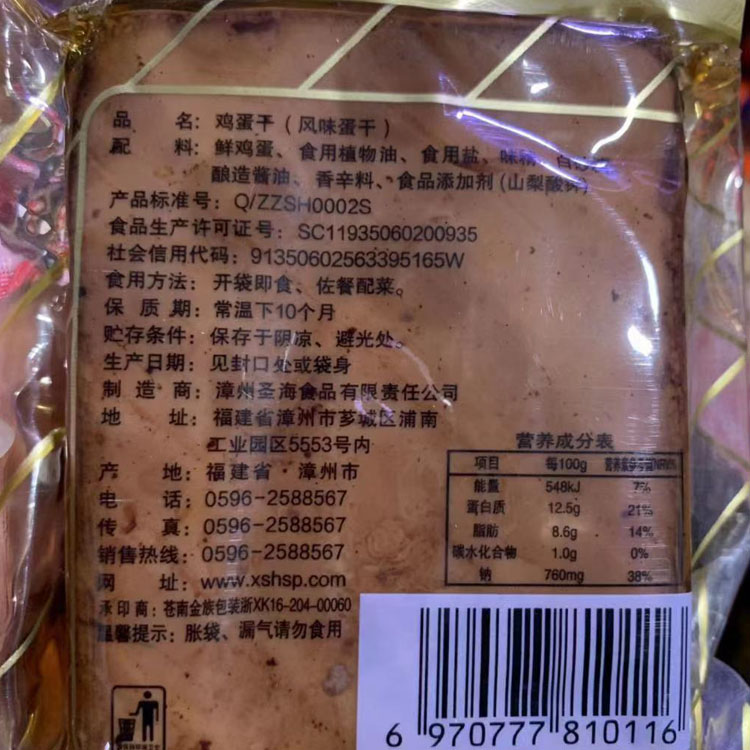 品 名：鸡蛋干（风味蛋干）
配 料：鲜鸡蛋、食用植物油、食用盐、味精、
酿造酱油、香辛料、食品添加剂（山梨酸钾）
产品标准号：Q/ZZSH0002S
食品生产许可证号：SC11935060200935
社会信用代码：91350602563395165W
食用方法：开袋即食、佐餐配菜。
保 质 期：常温下10个月
贮存条件：保存于阴凉、避光处。
生产日期：见封口处或袋身
制 造 商：漳州圣海食品有限责任公司
地 址：福建省漳州市芗城区浦南
工业园区5553号内
产 地：福建省·漳州市
电 话：0596-2588567
传 真：0596-2588567
销售热线：0596-2588567
网 址：www.xshsp.com
承印商：苍南金族包装浙XK16-204-00060
温馨提示：胀袋、漏气请勿食用
营养成分表
项目 每100g 营养素参考值NRV%
能量 548kJ 7%
蛋白质 12.5g 21%
脂肪 8.6g 14%
碳水化合物 1.0g 0%
钠 760mg 38%
6 970777 810116